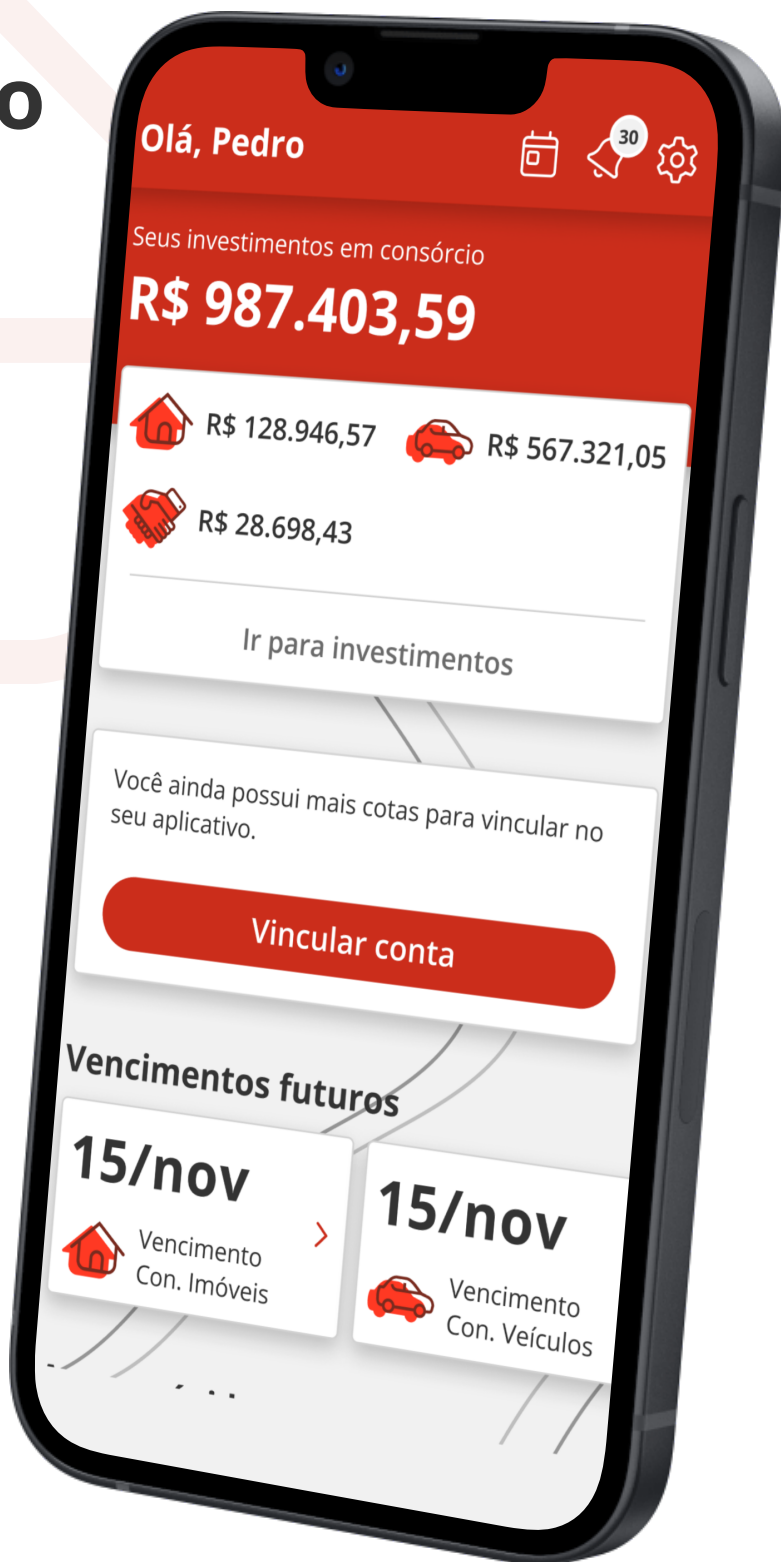 o
Olá, Pedro
30
Seus investimentos em consórcio
R$ 987.403,59
R$ 128.946,57
R$ 567.321,05
R$ 28.698,43
Ir para investimentos
Você ainda possui mais cotas para vincular no
seu aplicativo.
Vincular conta
Vencimentos futuros
15/nov
Vencimento
Con. Imóveis
15/nov
Vencimento
Con. Veículos